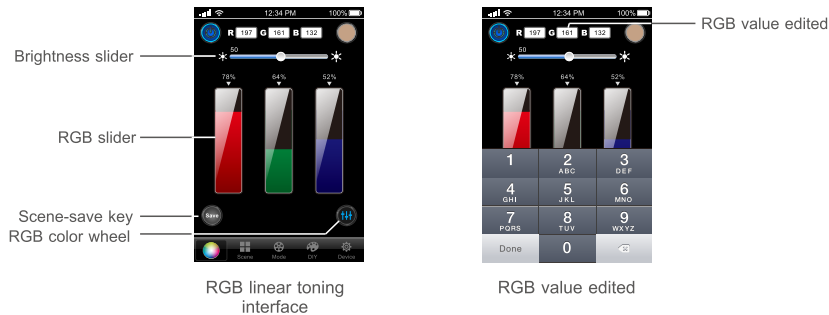 12:34 PM 100%
R 197 G 161 B 132
50
78% 64% 52%
Save
Scene Mode DIY Device
Brightness slider
RGB slider
Scene-save key
RGB color wheel
RGB linear toning
interface
12:34 PM 100%
R 197 G 161 B 132
50
78% 64% 52%
1 2 ABC 3 DEF
4 GHI 5 JKL 6 MNO
7 PQRS 8 TUV 9 WXYZ
Done 0
RGB value edited
RGB value edited